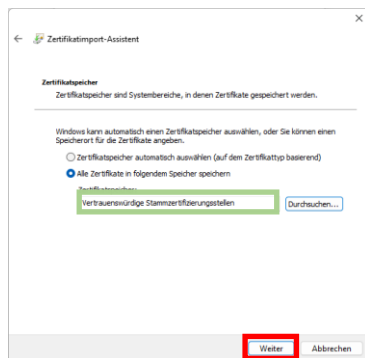 Zertifikatimport-Assistent
Zertifikatspeicher
Zertifikatspeicher sind Systembereiche, in denen Zertifikate gespeichert werden.
Windows kann automatisch einen Zertifikatspeicher auswählen, oder Sie können einen
Speicherort für die Zertifikate angeben.
Zertifikatspeicher automatisch auswählen (auf dem Zertifikattyp basierend)
Alle Zertifikate in folgendem Speicher speichern
Zertifikatspeicher:
Vertrauenswürdige Stammzertifizierungsstellen
Durchsuchen...
Weiter
Abbrechen